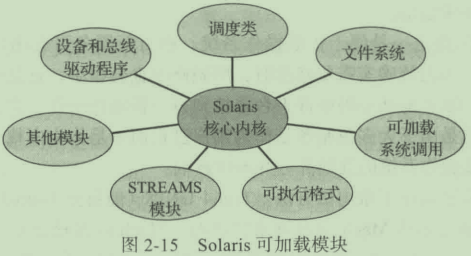 调度类
设备和总线
驱动程序
文件系统
Solaris
核心内核
其他模块
可加载
系统调用
STREAMS
模块
可执行格式
图 2-15 Solaris 可加载模块